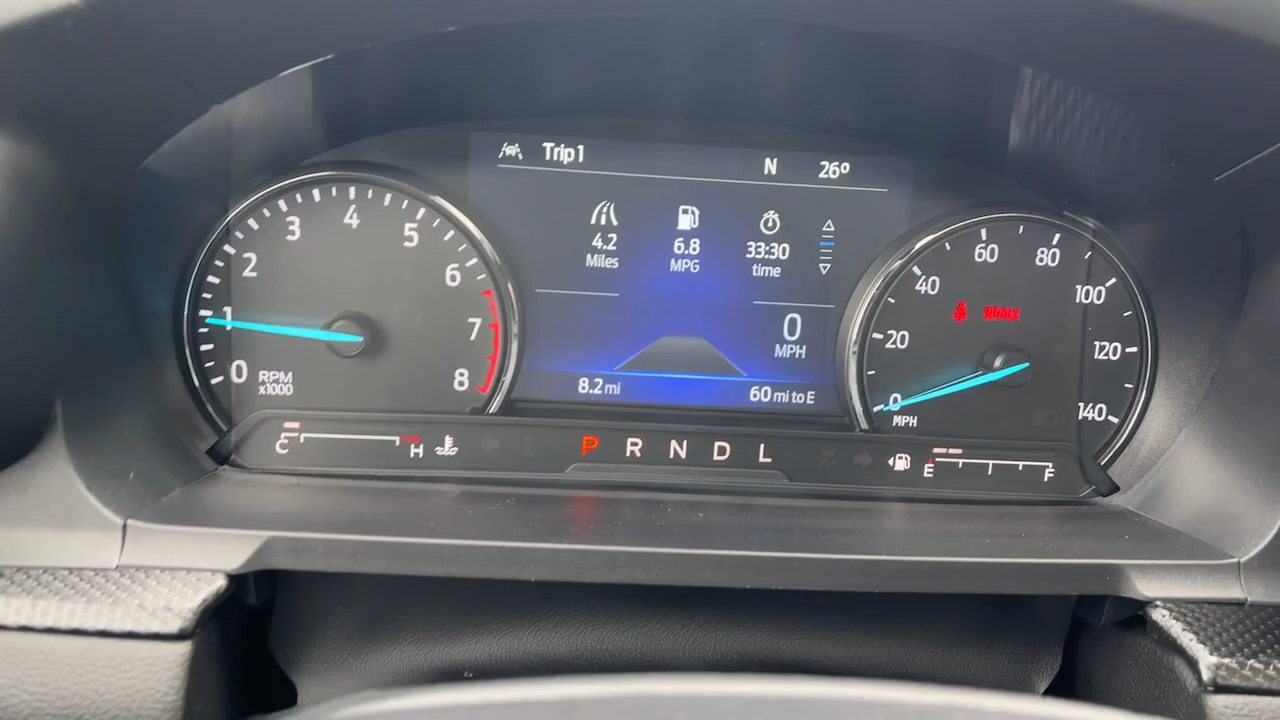 Trip 1 N 26º
4.2 6.8 33:30
Miles MPG time
0
MPH
8.2 mi 60 mi to E
0 1 2 3 4 5 6 7 8
RPM
x1000
0 20 40 60 80 100 120 140
MPH
BRAKE
C H
P R N D L
E F